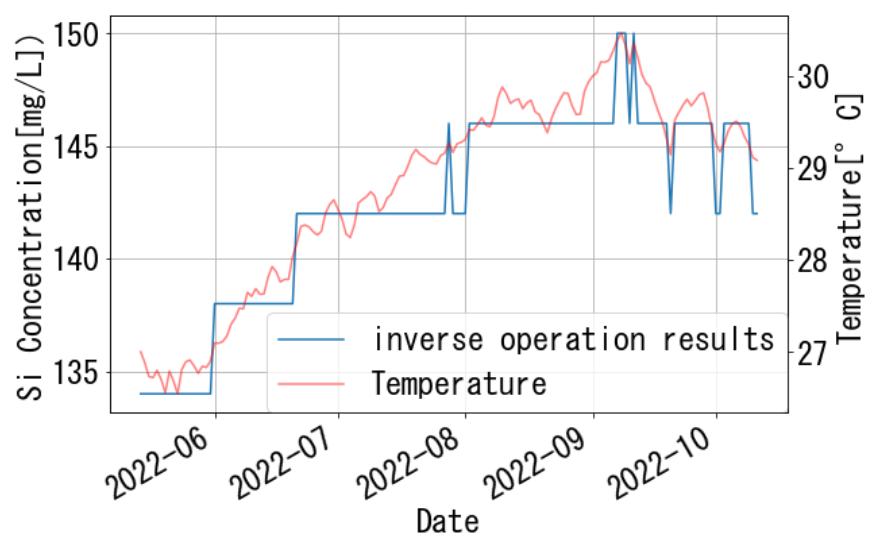 Si Concentration[mg/L])
150
145
140
135
30
29
28
27
Temperature[° C]
inverse operation results
Temperature
2022-06
2022-07
2022-08
2022-09
2022-10
Date